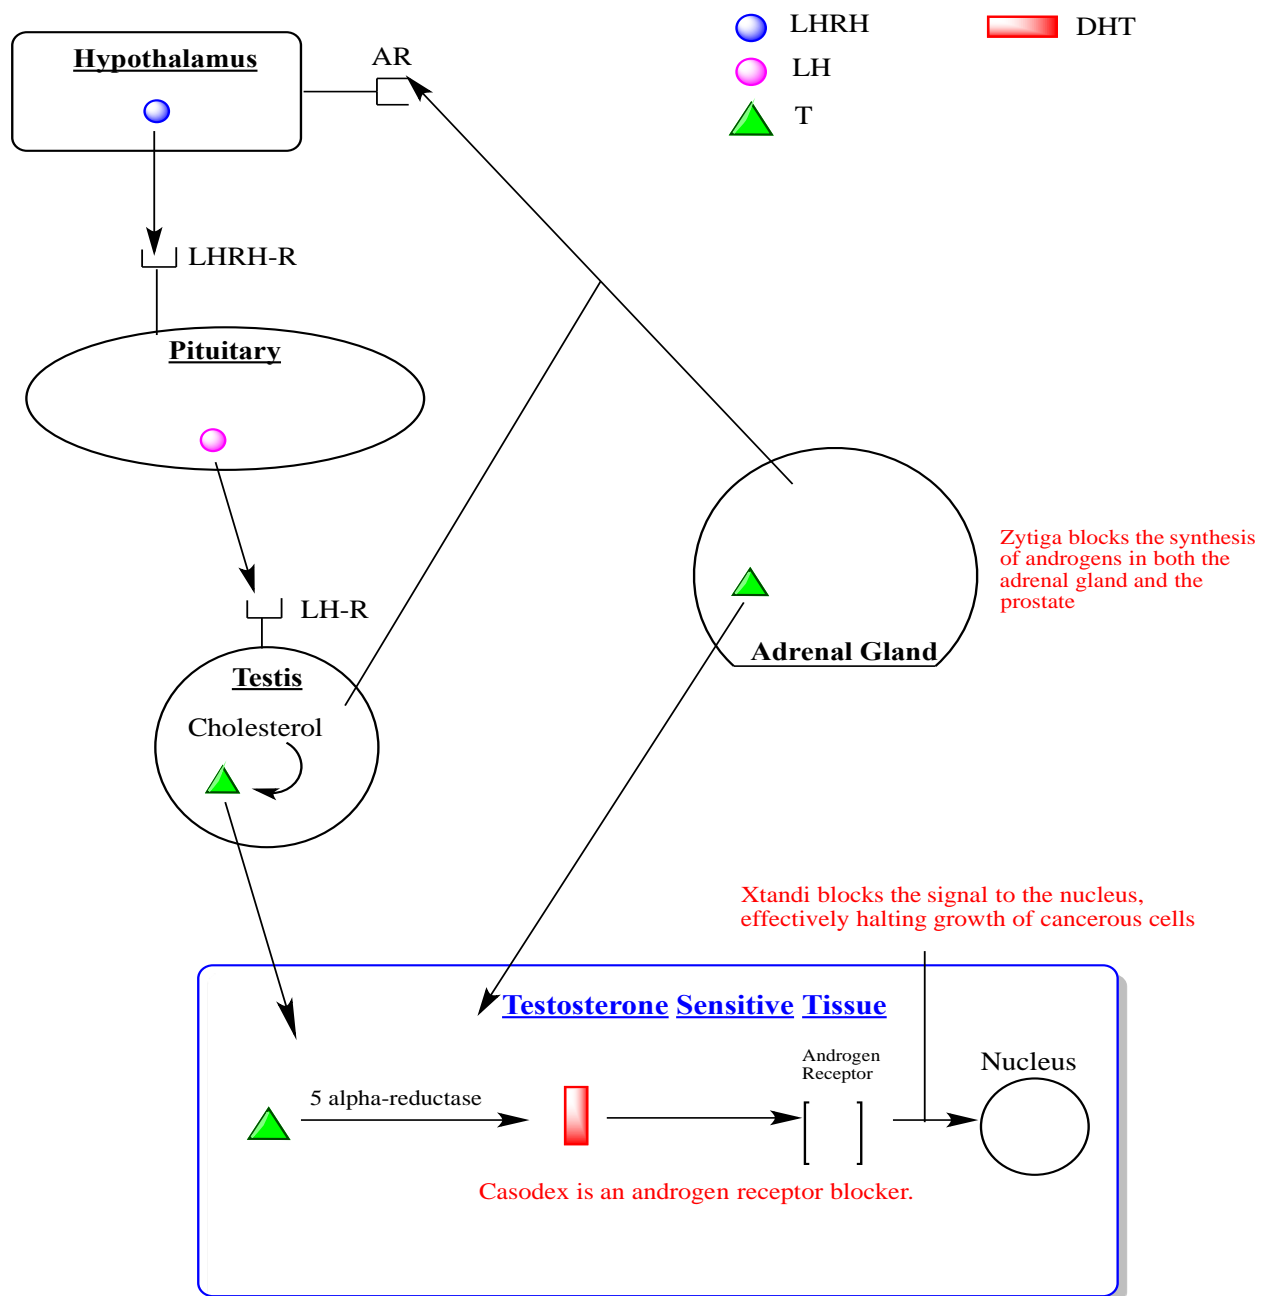 LHRH
DHT
LH
T
Hypothalamus
AR
LHRH-R
Pituitary
LH-R
Testis
Cholesterol
Adrenal Gland
Zytiga blocks the synthesis
of androgens in both the
adrenal gland and the
prostate
Xtandi blocks the signal to the nucleus,
effectively halting growth of cancerous cells
Testosterone Sensitive Tissue
5 alpha-reductase
Androgen
Receptor
Nucleus
Casodex is an androgen receptor blocker.